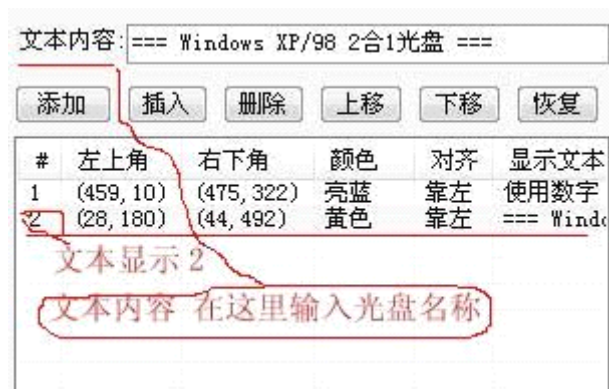 文本内容: === Windows XP/98 2合1光盘 ===
添加 插入 删除 上移 下移 恢复
# 左上角 右下角 颜色 对齐 显示文本
1 (459,10) (475,322) 亮蓝 靠左 使用数字
2 (28,180) (44,492) 黄色 靠左 === Windo
文本显示 2
文本内容 在这里输入光盘名称